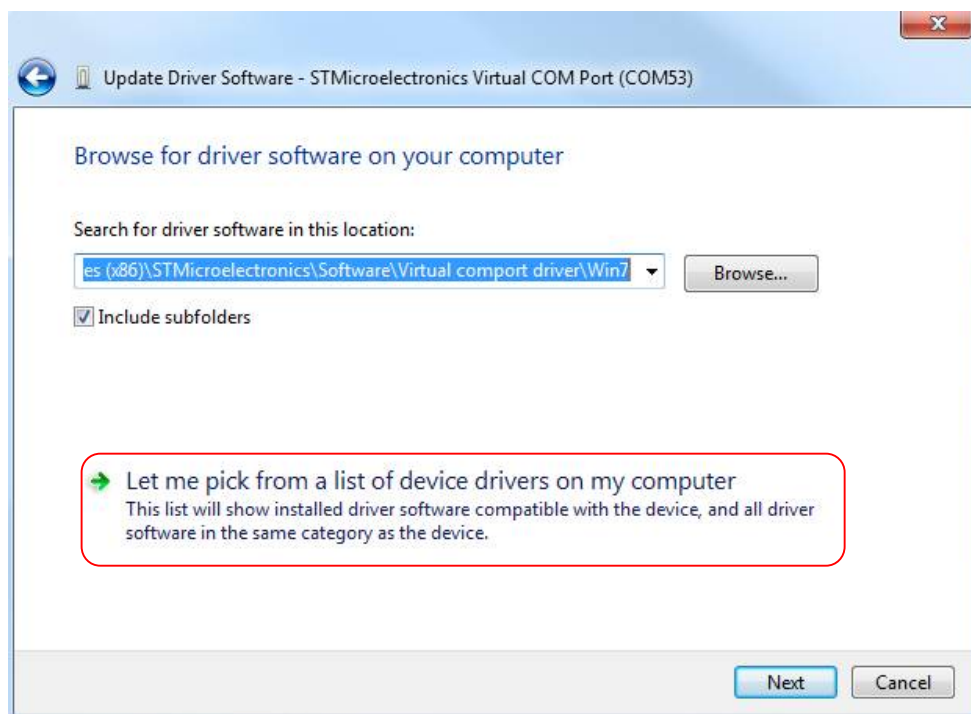 x
Update Driver Software - STMicroelectronics Virtual COM Port (COM53)
Browse for driver software on your computer
Search for driver software in this location:
es (x86)\STMicroelectronics\Software\Virtual comport driver\Win7
Browse...
Include subfolders
Let me pick from a list of device drivers on my computer
This list will show installed driver software compatible with the device, and all driver
software in the same category as the device.
Next
Cancel